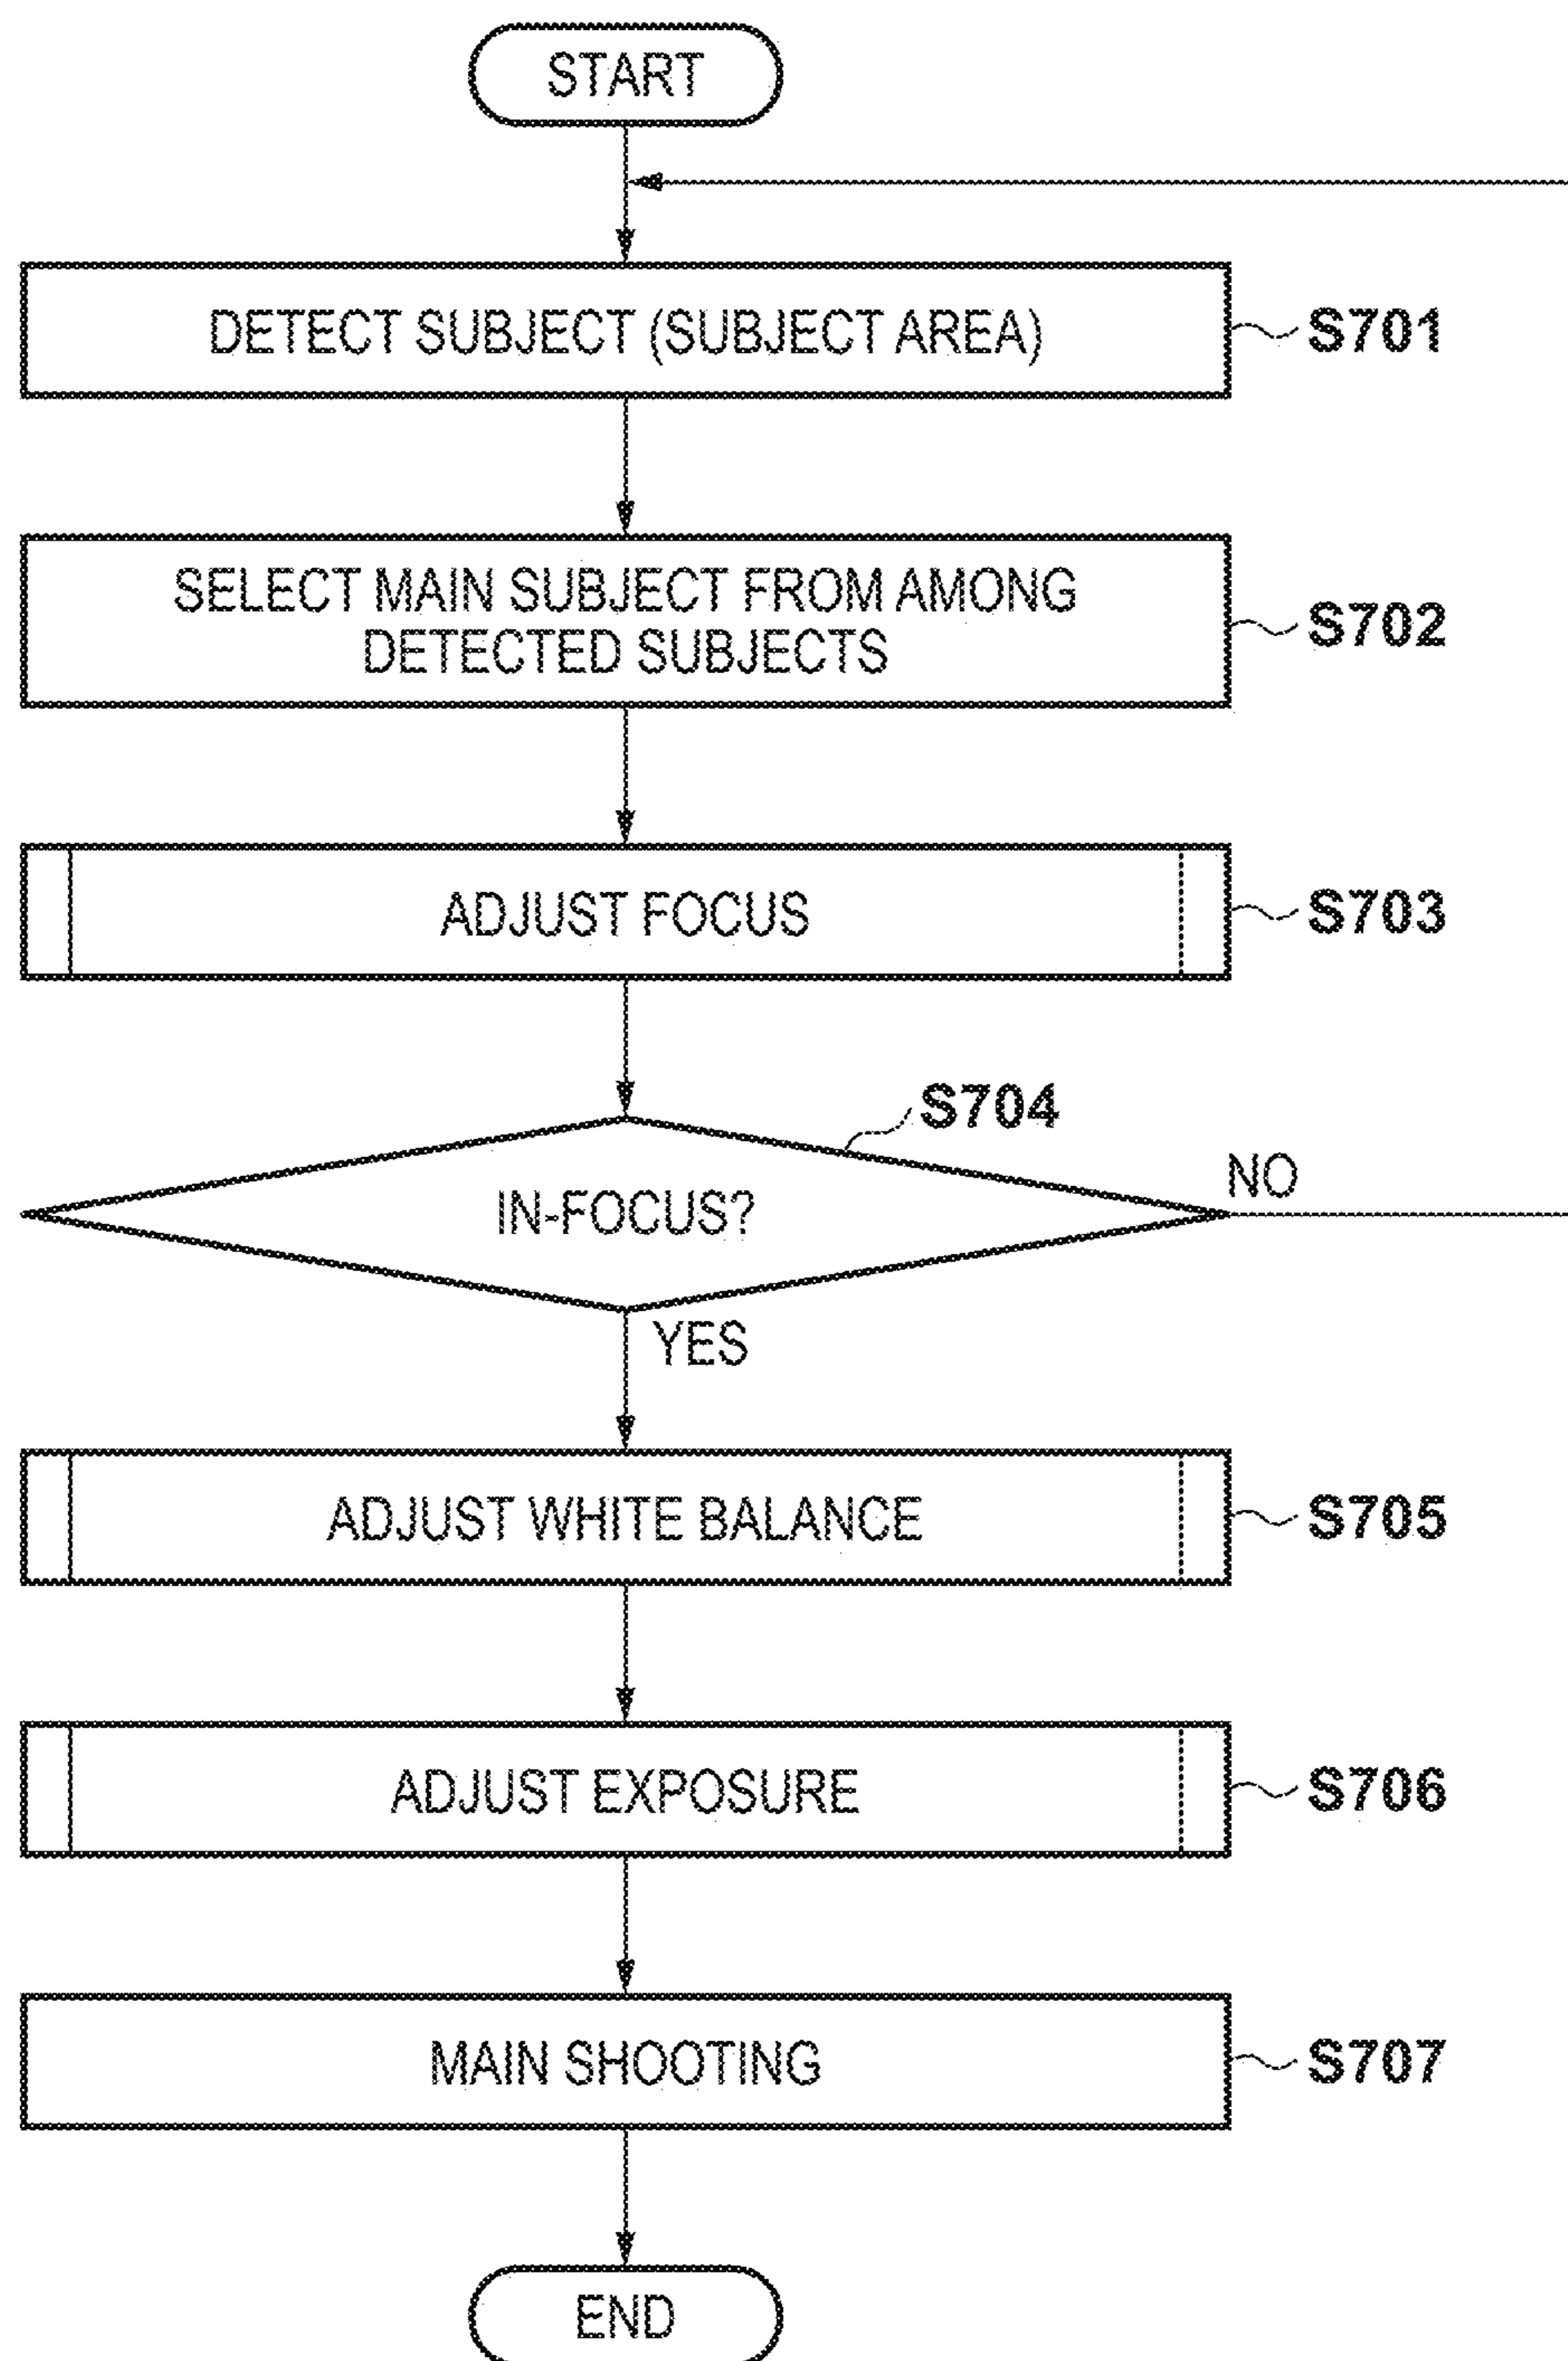 START
DETECT SUBJECT (SUBJECT AREA)
S701
SELECT MAIN SUBJECT FROM AMONG
DETECTED SUBJECTS
S702
ADJUST FOCUS
S703
S704
IN-FOCUS?
NO
YES
ADJUST WHITE BALANCE
S705
ADJUST EXPOSURE
S706
MAIN SHOOTING
S707
END